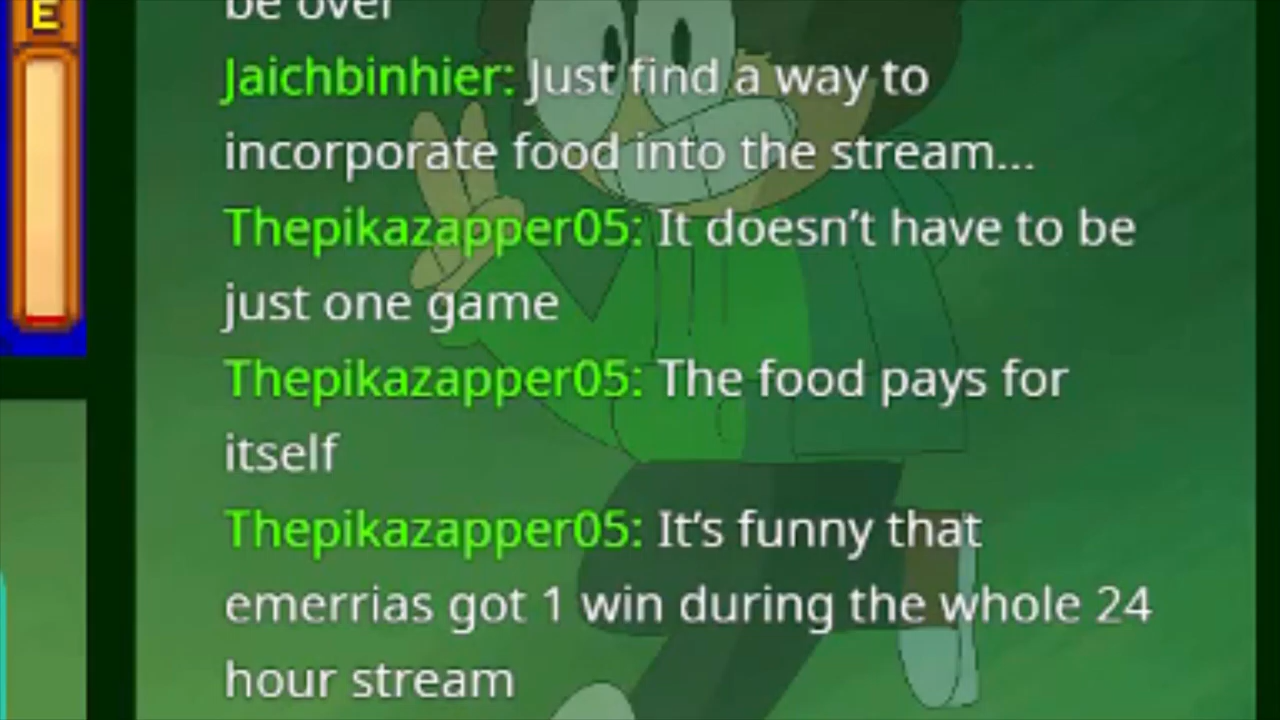 E
be over
Jaichbinhier: Just find a way to
incorporate food into the stream...
Thepikazapper05: It doesn’t have to be
just one game
Thepikazapper05: The food pays for
itself
Thepikazapper05: It’s funny that
emerrias got 1 win during the whole 24
hour stream